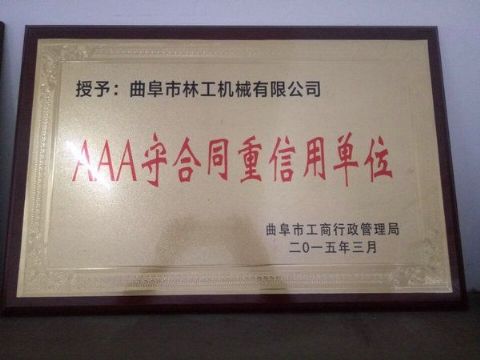 授予：曲阜市林工机械有限公司
AAA守合同重信用单位
曲阜市工商行政管理局
二〇一五年三月